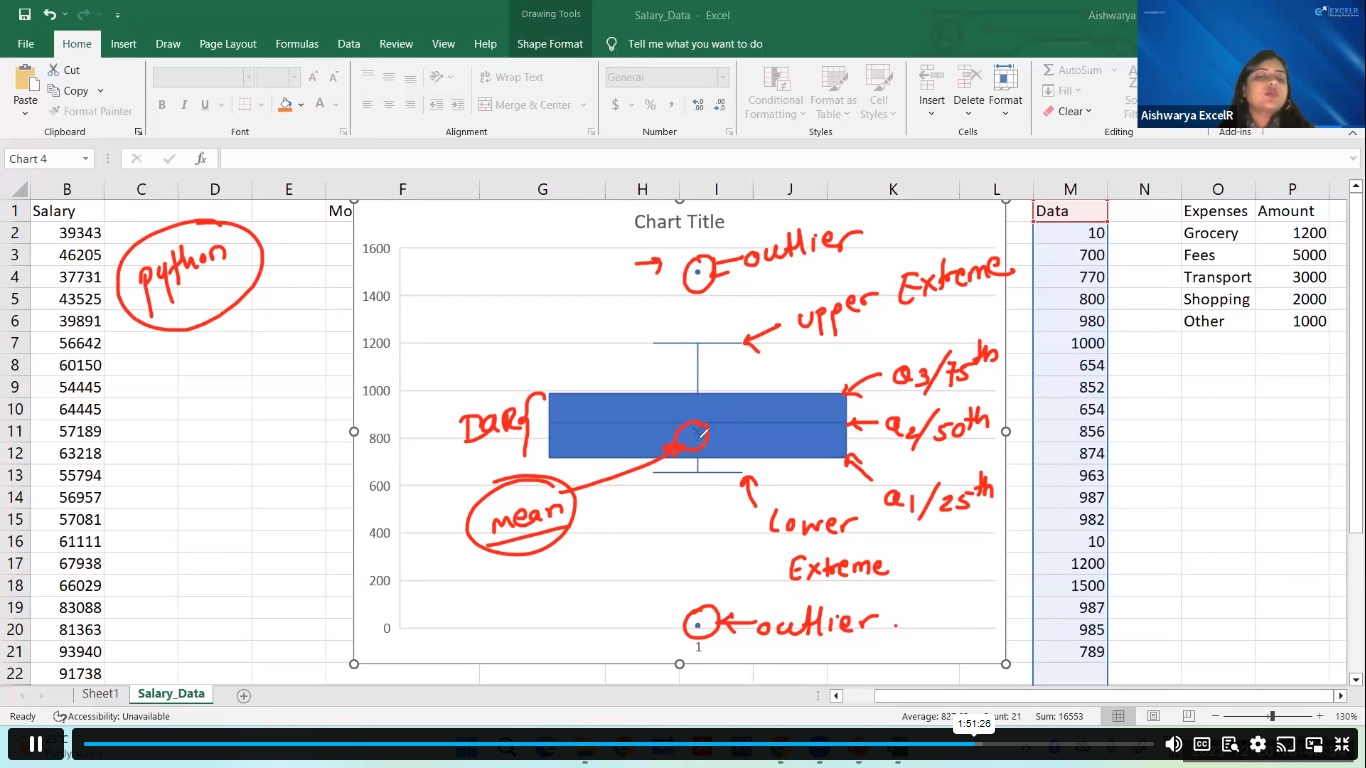 Drawing Tools
Salary_Data - Excel
Aishwarya
EXCELR
File Home Insert Draw Page Layout Formulas Data Review View Help Shape Format Tell me what you want to do
Cut
Copy
Format Painter
Paste
Clipboard
B I U A
Font
Wrap Text
Merge & Center
Alignment
General
$ %
Number
Conditional Formatting
Format as Table
Cell Styles
Styles
Insert Delete Format
Cells
AutoSum
Fill
Clear
Editing
Add-ins
Aishwarya ExcelR
Chart 4
fx
B C D E F G H I J K L M N O P
1 Salary Mo Data Expenses Amount
2 39343 10 Grocery 1200
3 46205 700 Fees 5000
4 37731 770 Transport 3000
5 43525 800 Shopping 2000
6 39891 980 Other 1000
7 56642 1000
8 60150 654
9 54445 852
10 64445 654
11 57189 856
12 63218 874
13 55794 963
14 56957 987
15 57081 982
16 61111 10
17 67938 1200
18 66029 1500
19 83088 987
20 81363 985
21 93940 789
22 91738
python
Chart Title
1600
1400
1200
1000
800
600
400
200
0
1
outlier
upper Extreme
Q3/75th
IQR
Q2/50th
mean
Q1/25th
Lower
Extreme
outlier
Sheet1 Salary_Data
Ready Accessibility: Unavailable
Count: 21 Sum: 16553
130%
1:51:26
CC